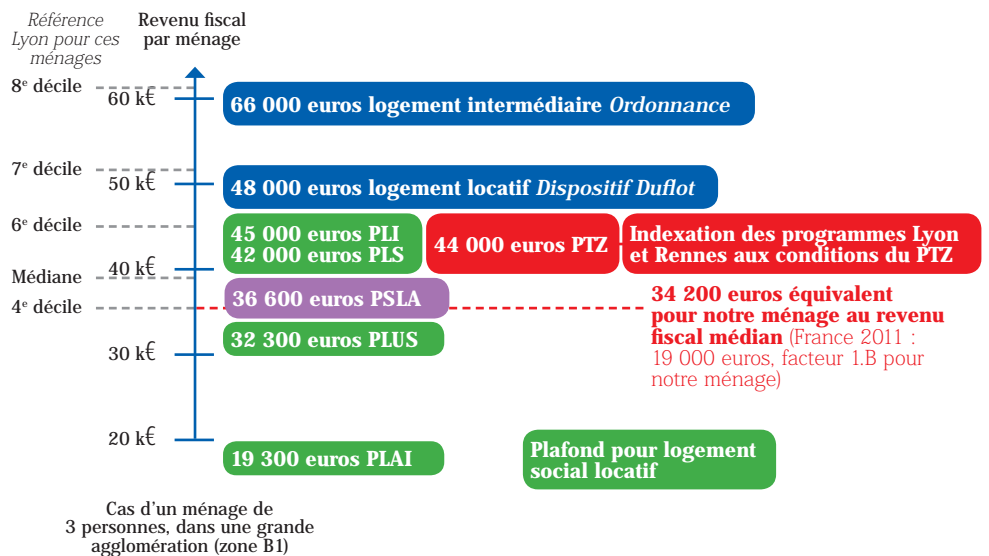 Référence
Lyon pour ces
ménages
Revenu fiscal
par ménage
8e décile
60 k€
66 000 euros logement intermédiaire Ordonnance
7e décile
50 k€
48 000 euros logement locatif Dispositif Duflot
6e décile
45 000 euros PLI
42 000 euros PLS
44 000 euros PTZ
Indexation des programmes Lyon
et Rennes aux conditions du PTZ
40 k€
Médiane
36 600 euros PSLA
4e décile
34 200 euros équivalent
pour notre ménage au revenu
fiscal médian (France 2011 :
19 000 euros, facteur 1.B pour
notre ménage)
32 300 euros PLUS
30 k€
20 k€
19 300 euros PLAI
Plafond pour logement
social locatif
Cas d'un ménage de
3 personnes, dans une grande
agglomération (zone B1)